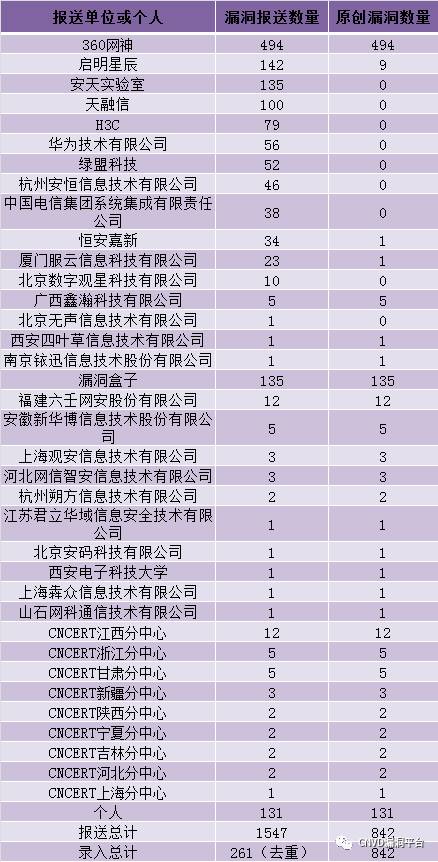 报送单位或个人 漏洞报送数量 原创漏洞数量
360网神 494 494
启明星辰 142 9
安天实验室 135 0
天融信 100 0
H3C 79 0
华为技术有限公司 56 0
绿盟科技 52 0
杭州安恒信息技术有限公司 46 0
中国电信集团系统集成有限责任
公司 38 0
恒安嘉新 34 1
厦门服云信息科技有限公司 23 1
北京数字观星科技有限公司 10 0
广西鑫瀚科技有限公司 5 5
北京无声信息技术有限公司 1 0
西安四叶草信息技术有限公司 1 1
南京铱迅信息技术股份有限公司 1 1
漏洞盒子 135 135
福建六壬网安股份有限公司 12 12
安徽新华博信息技术股份有限公
司 5 5
上海观安信息技术有限公司 3 3
河北网信智安信息技术有限公司 3 3
杭州朔方信息技术有限公司 2 2
江苏君立华域信息安全技术有限
公司 1 1
北京安码科技有限公司 1 1
西安电子科技大学 1 1
上海犇众信息技术有限公司 1 1
山石网科通信技术有限公司 1 1
CNCERT江西分中心 12 12
CNCERT浙江分中心 5 5
CNCERT甘肃分中心 5 5
CNCERT新疆分中心 3 3
CNCERT陕西分中心 2 2
CNCERT宁夏分中心 2 2
CNCERT吉林分中心 2 2
CNCERT河北分中心 2 2
CNCERT上海分中心 1 1
个人 131 131
报送总计 1547 842
录入总计 261（去重） 842
CNVD漏洞平台